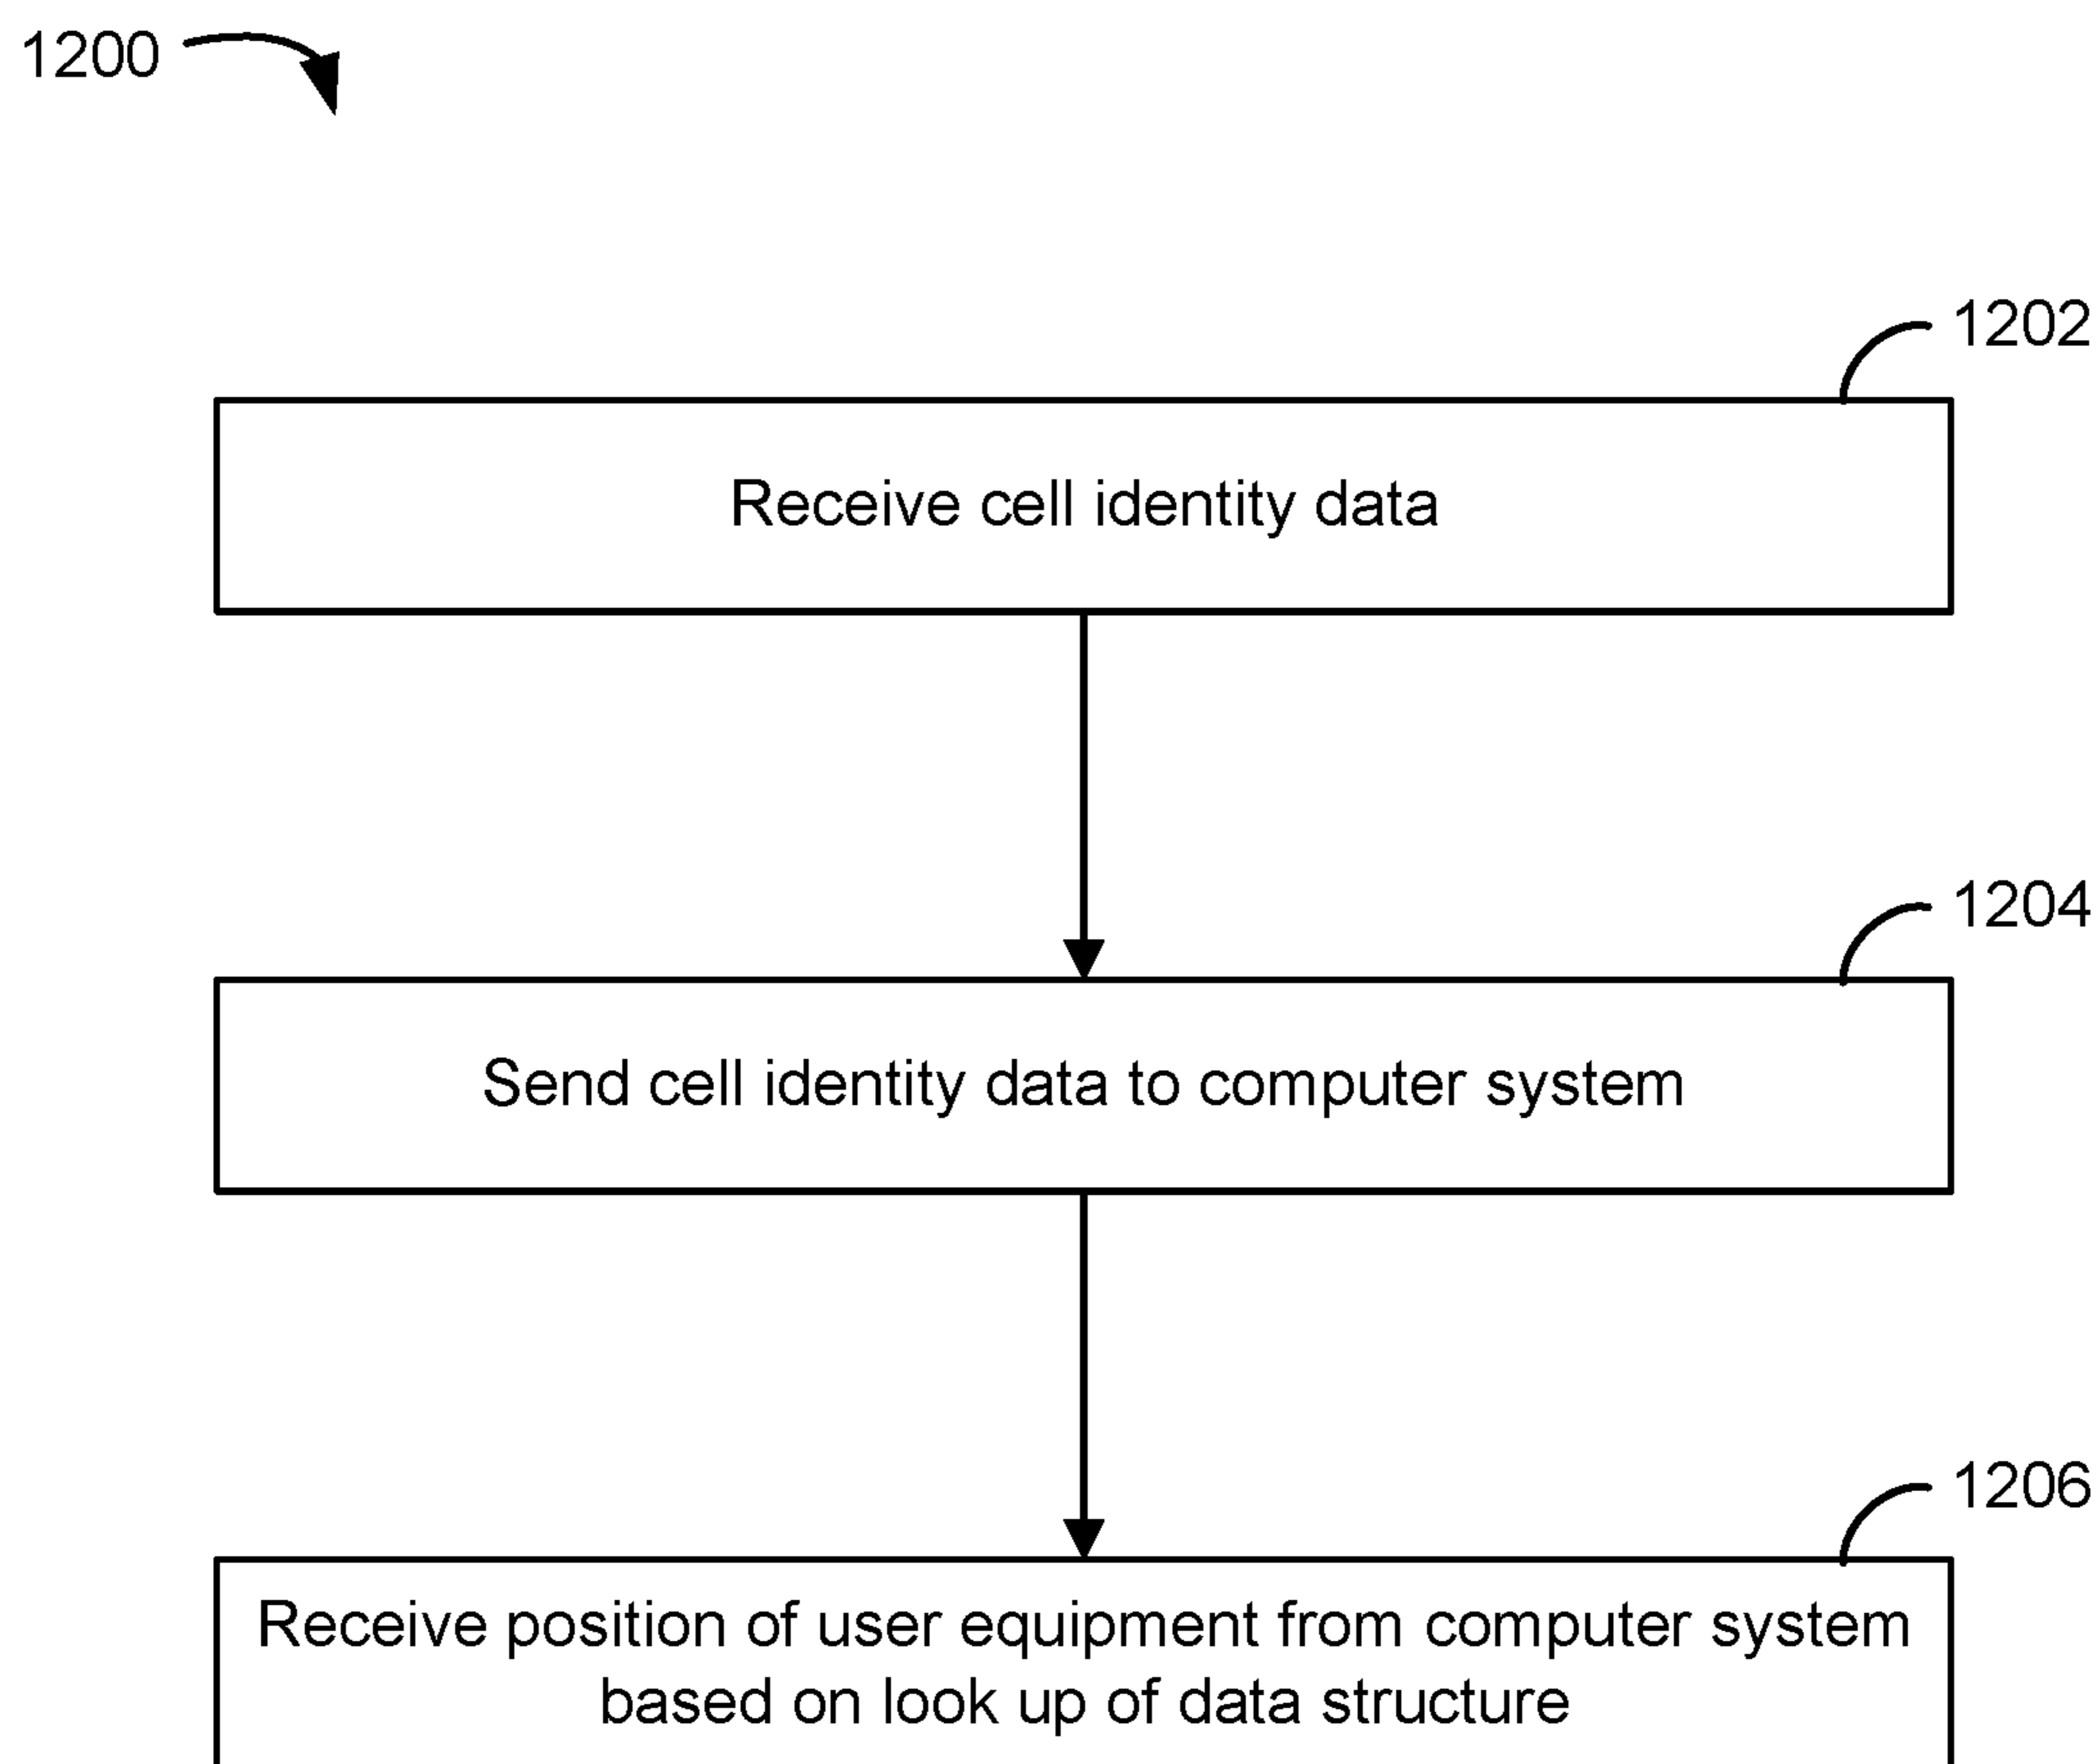 1200
1202
Receive cell identity data
1204
Send cell identity data to computer system
1206
Receive position of user equipment from computer system
based on look up of data structure